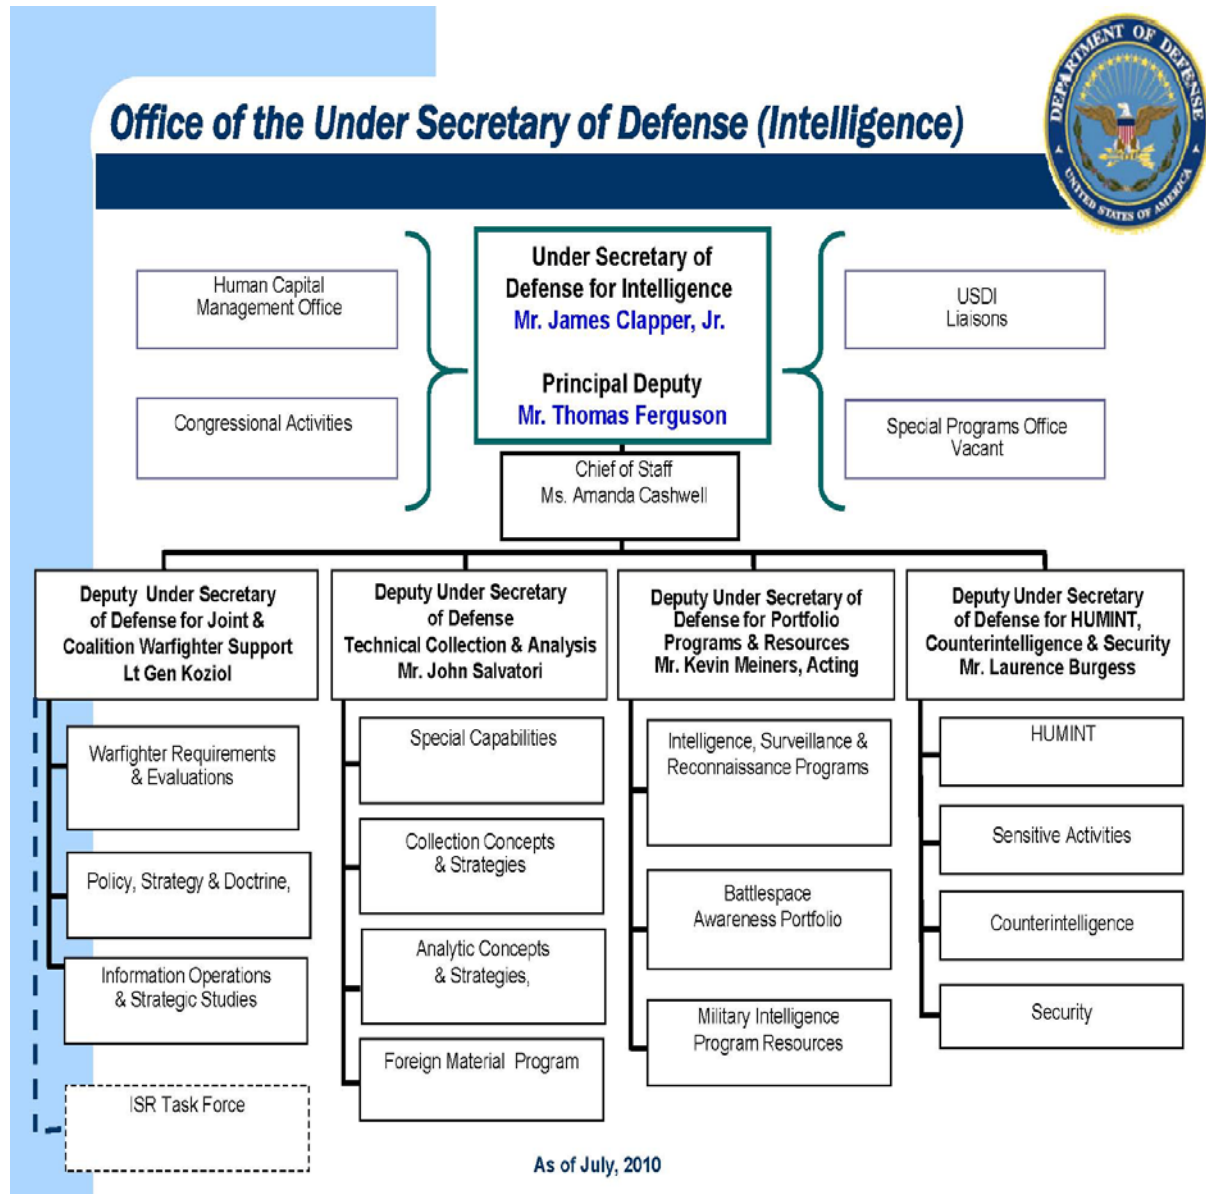 Office of the Under Secretary of Defense (Intelligence)
DEPARTMENT OF DEFENSE
UNITED STATES OF AMERICA
Human Capital
Management Office
Congressional Activities
Under Secretary of
Defense for Intelligence
Mr. James Clapper, Jr.
Principal Deputy
Mr. Thomas Ferguson
USDI
Liaisons
Special Programs Office
Vacant
Chief of Staff
Ms. Amanda Cashwell
Deputy Under Secretary
of Defense for Joint &
Coalition Warfighter Support
Lt Gen Koziol
Warfighter Requirements
& Evaluations
Policy, Strategy & Doctrine,
Information Operations
& Strategic Studies
ISR Task Force
Deputy Under Secretary
of Defense
Technical Collection & Analysis
Mr. John Salvatori
Special Capabilities
Collection Concepts
& Strategies
Analytic Concepts
& Strategies,
Foreign Material Program
Deputy Under Secretary of
Defense for Portfolio
Programs & Resources
Mr. Kevin Meiners, Acting
Intelligence, Surveillance &
Reconnaissance Programs
Battlespace
Awareness Portfolio
Military Intelligence
Program Resources
Deputy Under Secretary
of Defense for HUMINT,
Counterintelligence & Security
Mr. Laurence Burgess
HUMINT
Sensitive Activities
Counterintelligence
Security
As of July, 2010